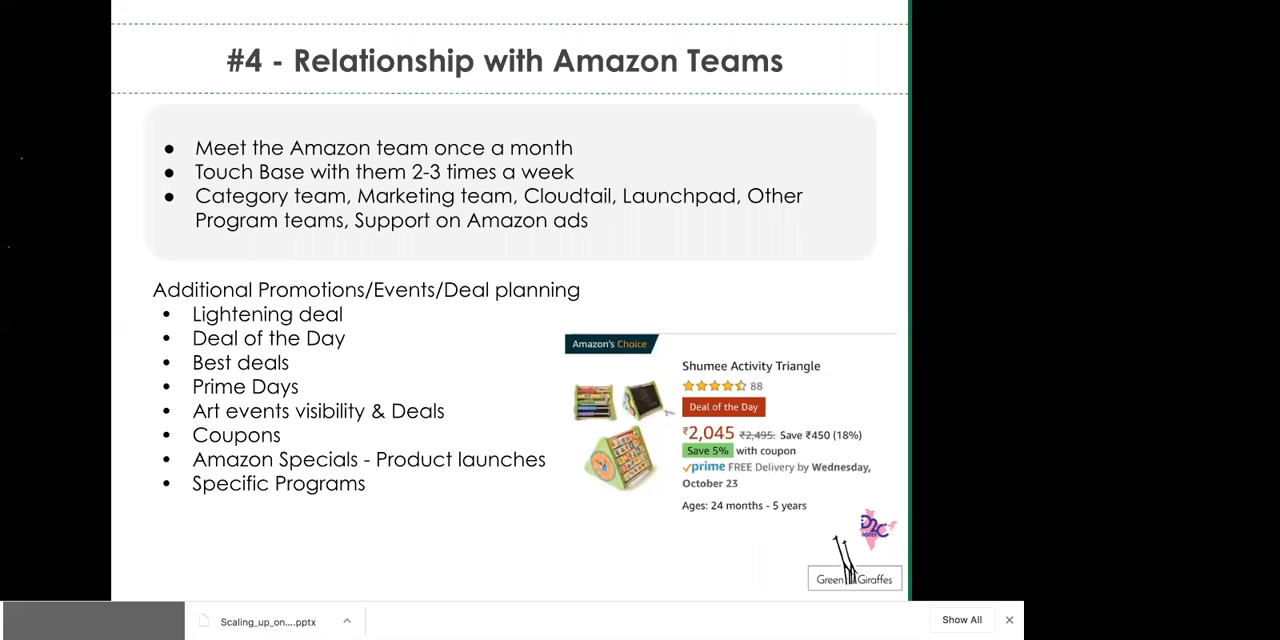 #4 - Relationship with Amazon Teams
● Meet the Amazon team once a month
● Touch Base with them 2-3 times a week
● Category team, Marketing team, Cloudtail, Launchpad, Other
Program teams, Support on Amazon ads
Additional Promotions/Events/Deal planning
• Lightening deal
• Deal of the Day
• Best deals
• Prime Days
• Art events visibility & Deals
• Coupons
• Amazon Specials - Product launches
• Specific Programs
Amazon's Choice
Shumee Activity Triangle
88
Deal of the Day
₹2,045 ₹2,495. Save ₹450 (18%)
Save 5% with coupon
prime FREE Delivery by Wednesday,
October 23
Ages: 24 months - 5 years
D2C
Green Giraffes
Scaling_up_on....pptx
Show All